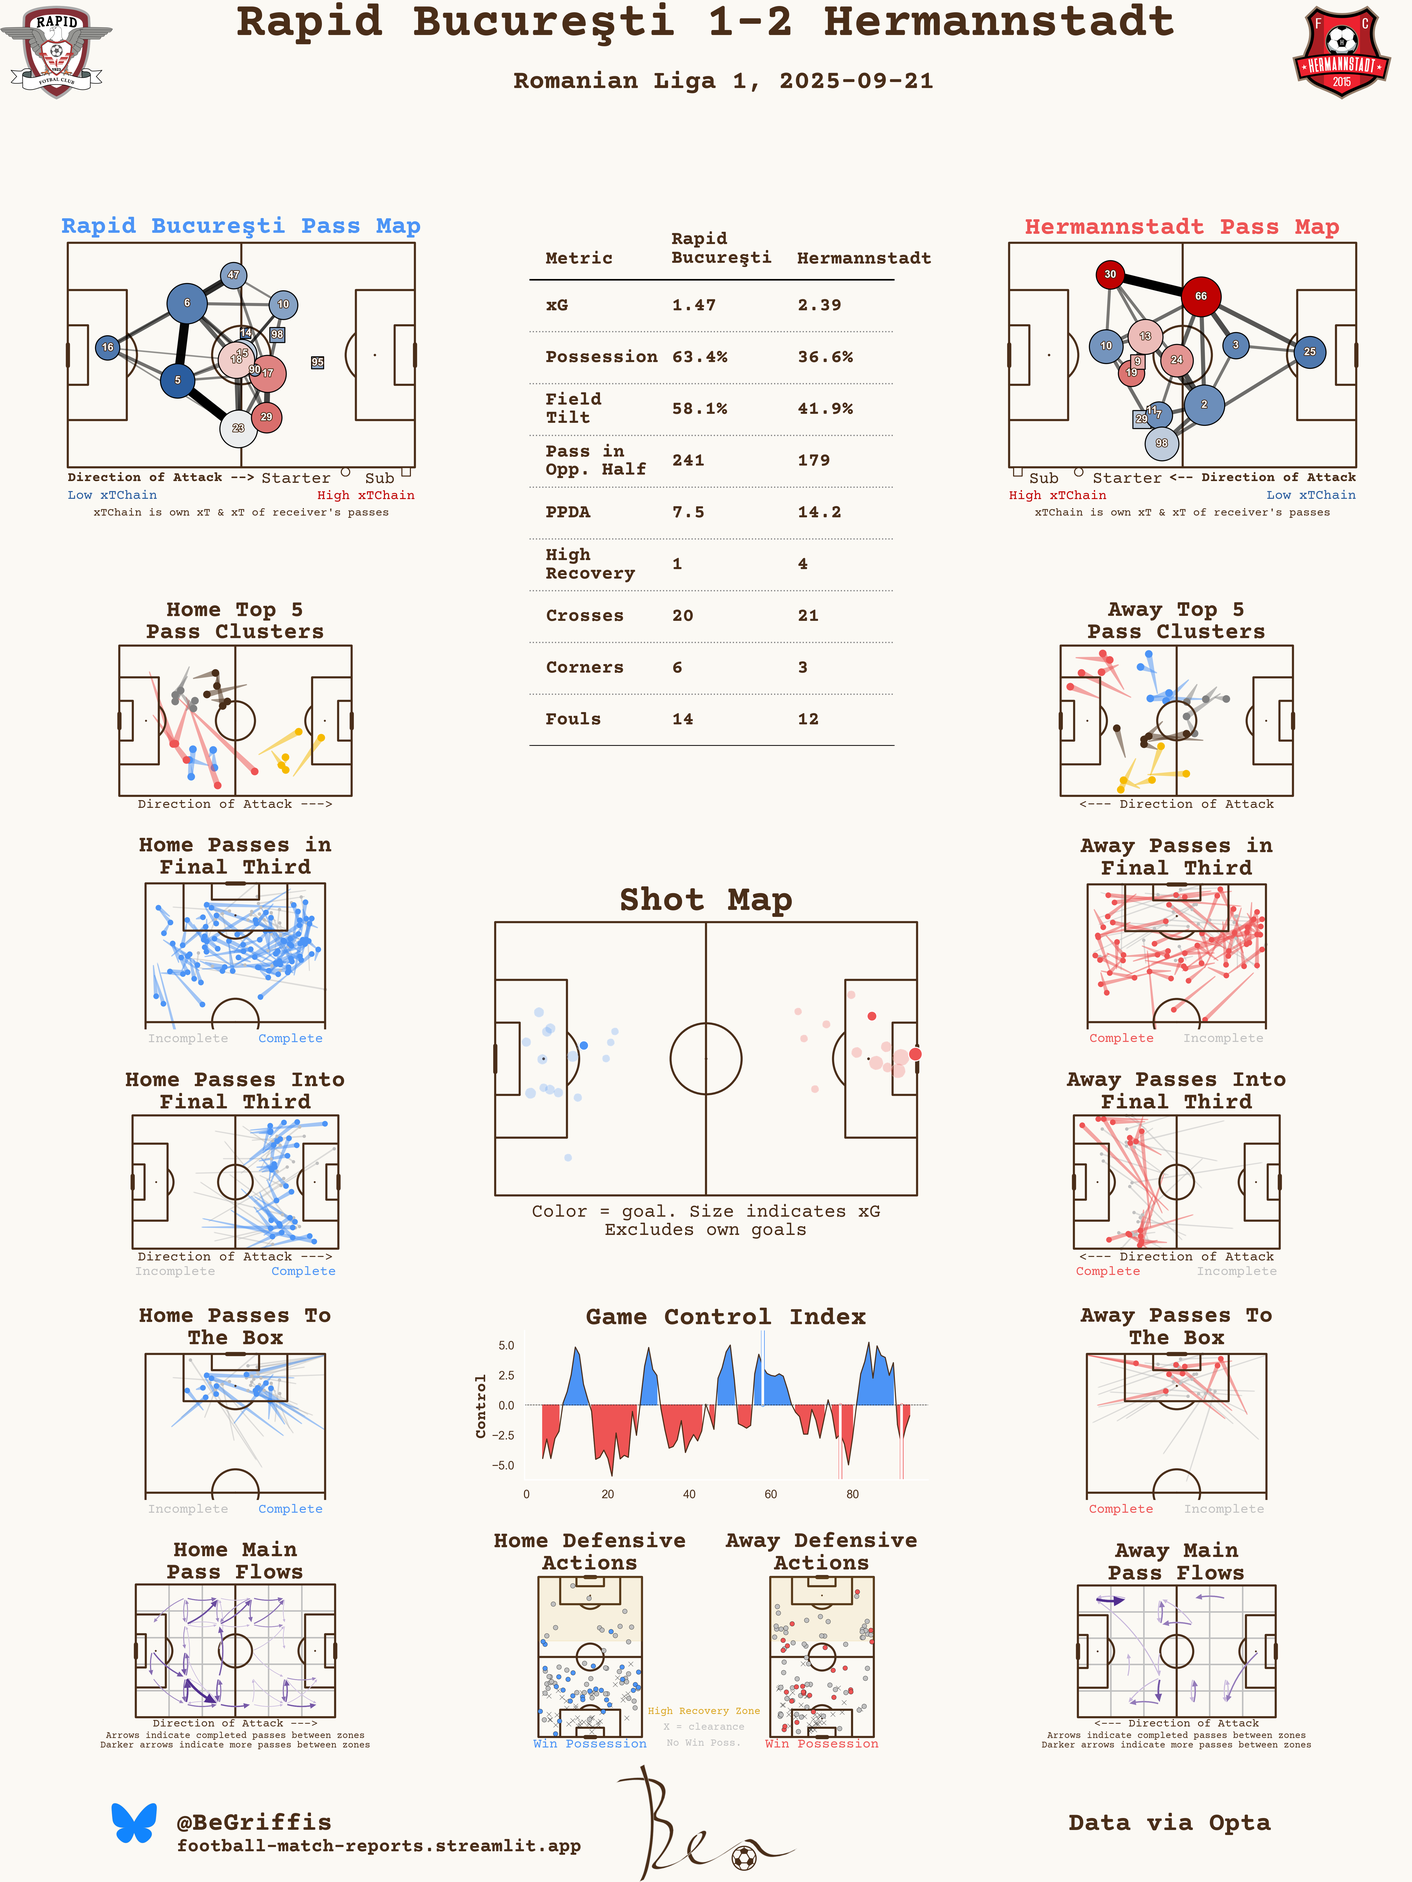 Rapid Bucureşti 1-2 Hermannstadt
Romanian Liga 1, 2025-09-21
RAPID
1923
FOTBAL CLUB
F C
HERMANNSTADT
2015
Rapid Bucureşti Pass Map
47
6
10
14
98
16
15
18
90
17
95
5
29
23
Direction of Attack --> Starter Sub
Low xTChain High xTChain
xTChain is own xT & xT of receiver's passes
Metric Rapid Bucureşti Hermannstadt
xG 1.47 2.39
Possession 63.4% 36.6%
Field Tilt 58.1% 41.9%
Pass in Opp. Half 241 179
PPDA 7.5 14.2
High Recovery 1 4
Crosses 20 21
Corners 6 3
Fouls 14 12
Hermannstadt Pass Map
30
66
13
10
3
25
9
24
19
2
11
7
29
98
Sub Starter <-- Direction of Attack
High xTChain Low xTChain
xTChain is own xT & xT of receiver's passes
Home Top 5
Pass Clusters
Direction of Attack --->
Away Top 5
Pass Clusters
<--- Direction of Attack
Home Passes in
Final Third
Incomplete Complete
Away Passes in
Final Third
Complete Incomplete
Shot Map
Color = goal. Size indicates xG
Excludes own goals
Home Passes Into
Final Third
Direction of Attack --->
Incomplete Complete
Away Passes Into
Final Third
<--- Direction of Attack
Complete Incomplete
Home Passes To
The Box
Incomplete Complete
Game Control Index
Control
5.0
2.5
0.0
−2.5
−5.0
0 20 40 60 80
Away Passes To
The Box
Complete Incomplete
Home Main
Pass Flows
Direction of Attack --->
Arrows indicate completed passes between zones
Darker arrows indicate more passes between zones
Home Defensive
Actions
Win Possession
High Recovery Zone
X = clearance
No Win Poss.
Away Defensive
Actions
Win Possession
Away Main
Pass Flows
<--- Direction of Attack
Arrows indicate completed passes between zones
Darker arrows indicate more passes between zones
@BeGriffis
football-match-reports.streamlit.app
Ben
Data via Opta